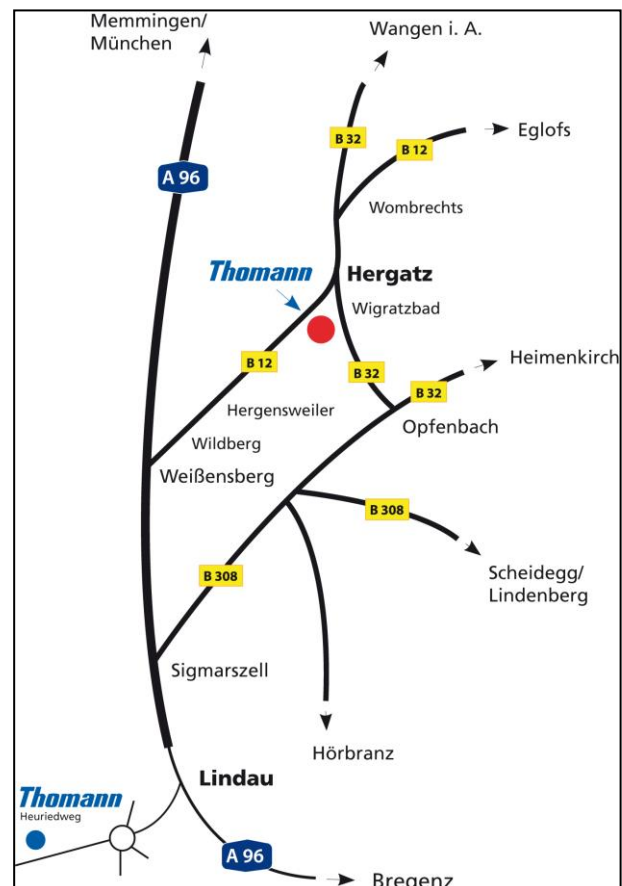 Memmingen/
München
Wangen i. A.
B 32
B 12
Eglofs
A 96
Wombrechts
Thomann
Hergatz
Wigratzbad
B 12
B 32
Heimenkirch
B 32
Hergensweiler
Opfenbach
Wildberg
Weißensberg
B 308
B 308
Scheidegg/
Lindenberg
Sigmarszell
Hörbranz
Lindau
Thomann
Heuriedweg
A 96
Bregenz